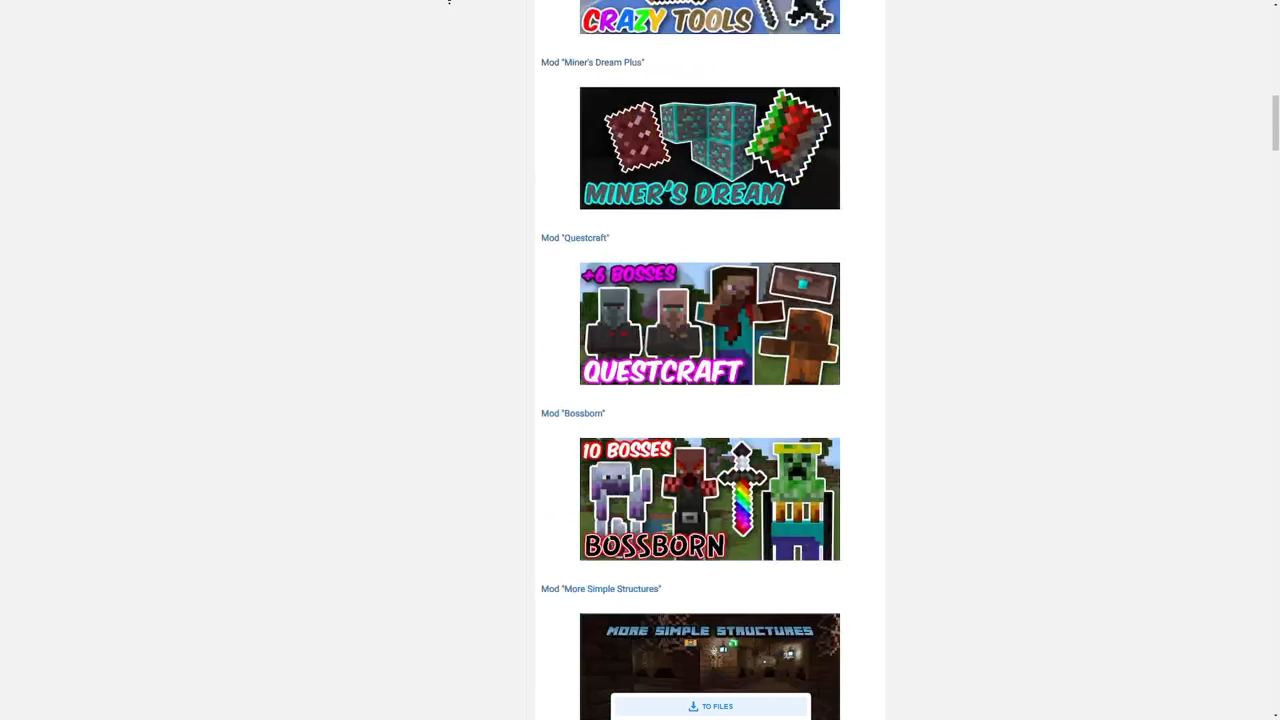 CRAZY TOOLS
Mod "Miner's Dream Plus"
MINER'S DREAM
Mod "Questcraft"
+6 BOSSES
QUESTCRAFT
Mod "Bossborn"
10 BOSSES
BOSSBORN
Mod "More Simple Structures"
MORE SIMPLE STRUCTURES
TO FILES